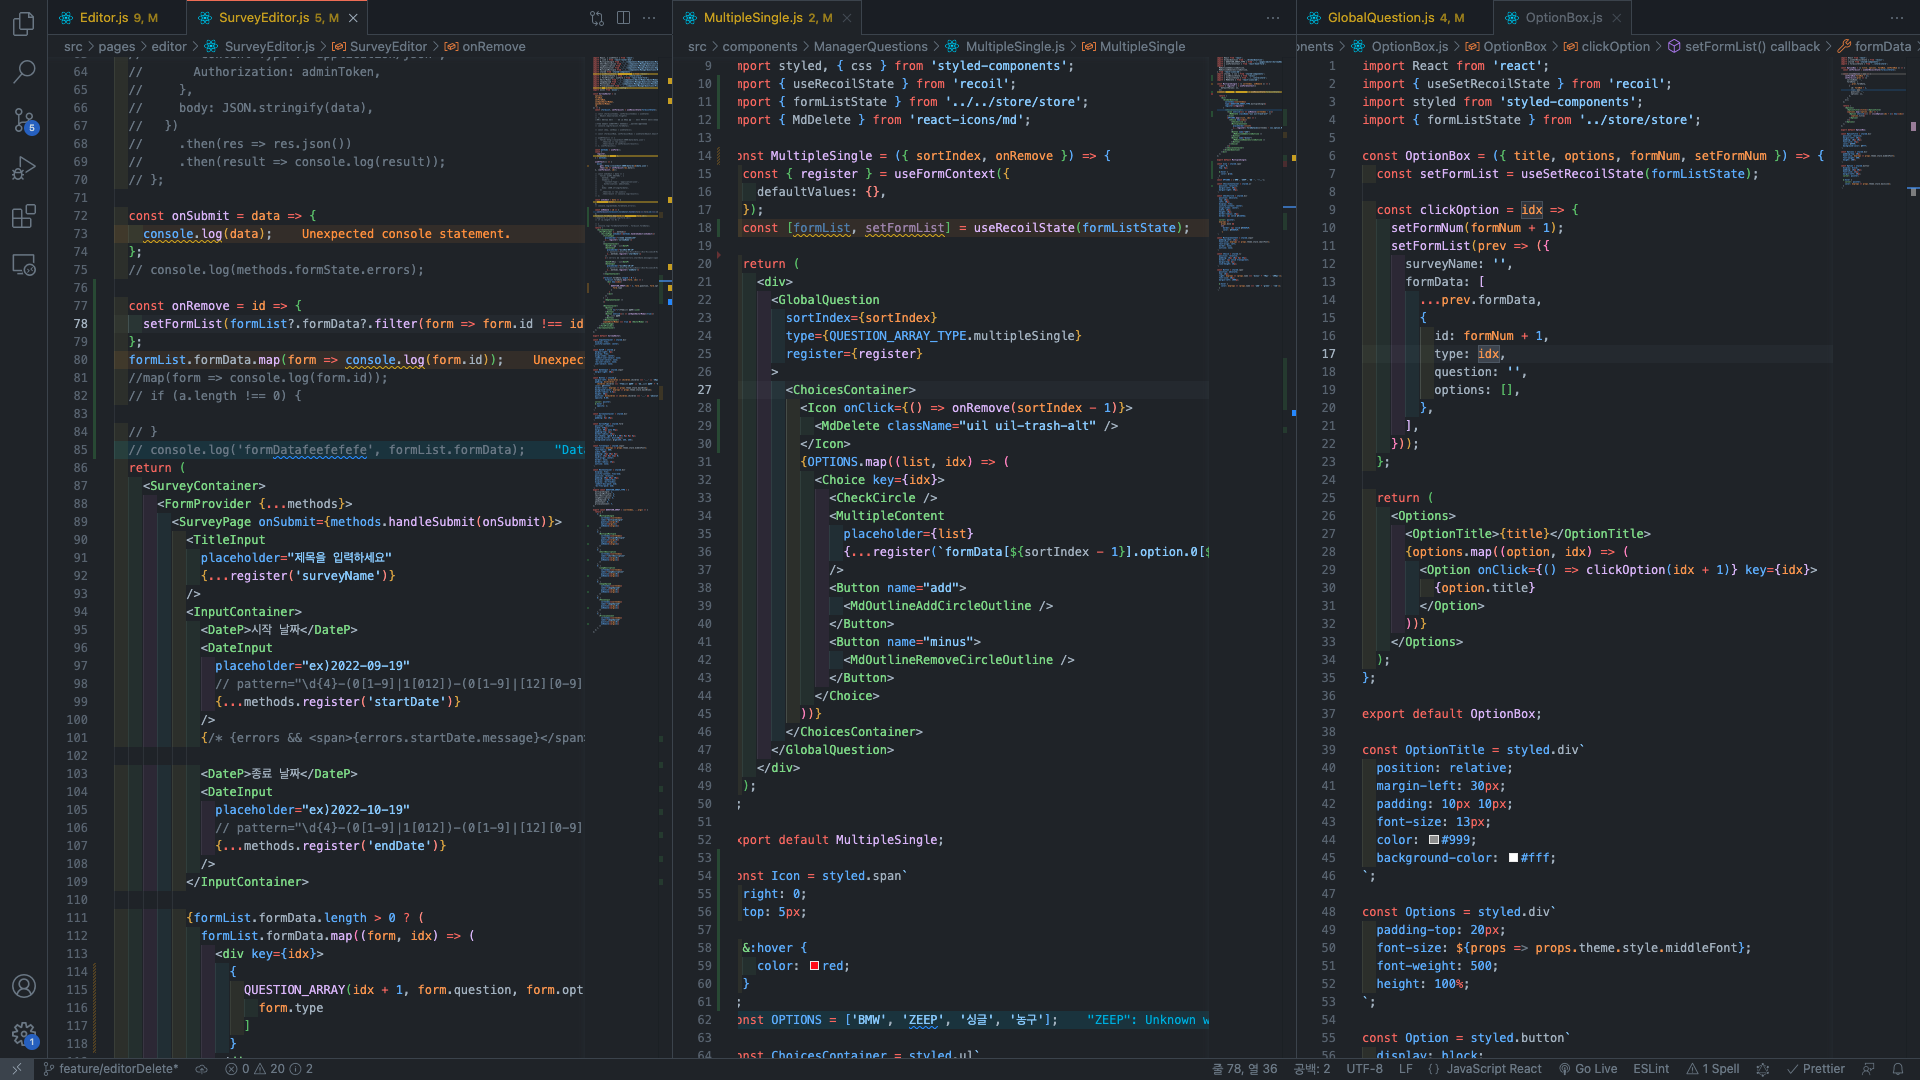 Editor.js 9, M
SurveyEditor.js 5, M
src > pages > editor > SurveyEditor.js > SurveyEditor > onRemove
64 //       Authorization: adminToken,
65 //     },
66 //     body: JSON.stringify(data),
67 //   })
68 //     .then(res => res.json())
69 //     .then(result => console.log(result));
70 // };
71
72 const onSubmit = data => {
73   console.log(data);    Unexpected console statement.
74 };
75 // console.log(methods.formState.errors);
76
77 const onRemove = id => {
78   setFormList(formList?.formData?.filter(form => form.id !== id
79 };
80 formList.formData.map(form => console.log(form.id));    Unexpec
81 //map(form => console.log(form.id));
82 // if (a.length !== 0) {
83
84 // }
85 // console.log('formDatafeefefefe', formList.formData);    "Dat
86 return (
87   <SurveyContainer>
88     <FormProvider {...methods}>
89       <SurveyPage onSubmit={methods.handleSubmit(onSubmit)}>
90         <TitleInput
91           placeholder="제목을 입력하세요"
92           {...register('surveyName')}
93         />
94         <InputContainer>
95           <DateP>시작 날짜</DateP>
96           <DateInput
97             placeholder="ex)2022-09-19"
98             // pattern="\d{4}-(0[1-9]|1[012])-(0[1-9]|[12][0-9]
99             {...methods.register('startDate')}
100           />
101           {/* {errors && <span>{errors.startDate.message}</span>
102
103           <DateP>종료 날짜</DateP>
104           <DateInput
105             placeholder="ex)2022-10-19"
106             // pattern="\d{4}-(0[1-9]|1[012])-(0[1-9]|[12][0-9]
107             {...methods.register('endDate')}
108           />
109         </InputContainer>
110
111         {formList.formData.length > 0 ? (
112           formList.formData.map((form, idx) => (
113             <div key={idx}>
114               {
115                 QUESTION_ARRAY(idx + 1, form.question, form.opt
116                   form.type
117                 ]
118               }
MultipleSingle.js 2, M
src > components > ManagerQuestions > MultipleSingle.js > MultipleSingle
9 mport styled, { css } from 'styled-components';
10 mport { useRecoilState } from 'recoil';
11 mport { formListState } from '../../store/store';
12 mport { MdDelete } from 'react-icons/md';
13
14 onst MultipleSingle = ({ sortIndex, onRemove }) => {
15 const { register } = useFormContext({
16   defaultValues: {},
17 });
18 const [formList, setFormList] = useRecoilState(formListState);
19
20 return (
21   <div>
22     <GlobalQuestion
23       sortIndex={sortIndex}
24       type={QUESTION_ARRAY_TYPE.multipleSingle}
25       register={register}
26     >
27       <ChoicesContainer>
28         <Icon onClick={() => onRemove(sortIndex - 1)}>
29           <MdDelete className="uil uil-trash-alt" />
30         </Icon>
31         {OPTIONS.map((list, idx) => (
32           <Choice key={idx}>
33             <CheckCircle />
34             <MultipleContent
35               placeholder={list}
36               {...register(`formData[${sortIndex - 1}].option.0[$
37             />
38             <Button name="add">
39               <MdOutlineAddCircleOutline />
40             </Button>
41             <Button name="minus">
42               <MdOutlineRemoveCircleOutline />
43             </Button>
44           </Choice>
45         ))}
46       </ChoicesContainer>
47     </GlobalQuestion>
48   </div>
49 );
50 ;
51
52 xport default MultipleSingle;
53
54 onst Icon = styled.span`
55 right: 0;
56 top: 5px;
57
58 &:hover {
59   color: red;
60 }
61 ;
62 onst OPTIONS = ['BMW', 'ZEEP', '싱글', '농구'];    "ZEEP": Unknown w
63
64 onst ChoicesContainer = styled.ul`
GlobalQuestion.js 4, M
OptionBox.js
onents > OptionBox.js > OptionBox > clickOption > setFormList() callback > formData
1 import React from 'react';
2 import { useSetRecoilState } from 'recoil';
3 import styled from 'styled-components';
4 import { formListState } from '../store/store';
5
6 const OptionBox = ({ title, options, formNum, setFormNum }) => {
7   const setFormList = useSetRecoilState(formListState);
8
9   const clickOption = idx => {
10     setFormNum(formNum + 1);
11     setFormList(prev => ({
12       surveyName: '',
13       formData: [
14         ...prev.formData,
15         {
16           id: formNum + 1,
17           type: idx,
18           question: '',
19           options: [],
20         },
21       ],
22     }));
23   };
24
25   return (
26     <Options>
27       <OptionTitle>{title}</OptionTitle>
28       {options.map((option, idx) => (
29         <Option onClick={() => clickOption(idx + 1)} key={idx}>
30           {option.title}
31         </Option>
32       ))}
33     </Options>
34   );
35 };
36
37 export default OptionBox;
38
39 const OptionTitle = styled.div`
40   position: relative;
41   margin-left: 30px;
42   padding: 10px 10px;
43   font-size: 13px;
44   color: #999;
45   background-color: #fff;
46 `;
47
48 const Options = styled.div`
49   padding-top: 20px;
50   font-size: ${props => props.theme.style.middleFont};
51   font-weight: 500;
52   height: 100%;
53 `;
54
55 const Option = styled.button`
56   display: block;
5
1
feature/editorDelete*
0 20 2
줄 78, 열 36
공백: 2
UTF-8
LF
{} JavaScript React
Go Live
ESLint
1 Spell
Prettier